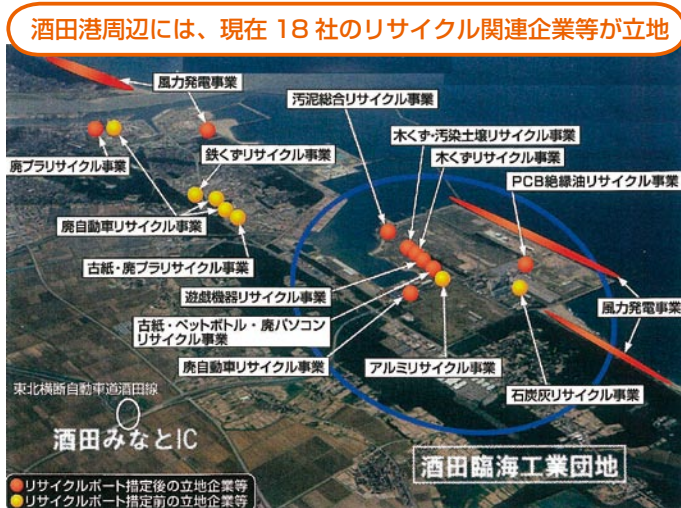 酒田港周辺には、現在 18 社のリサイクル関連企業等が立地
風力発電事業
汚泥総合リサイクル事業
木くず・汚染土壌リサイクル事業
鉄くずリサイクル事業
木くずリサイクル事業
廃プラリサイクル事業
PCB絶縁油リサイクル事業
廃自動車リサイクル事業
古紙・廃プラリサイクル事業
遊戯機器リサイクル事業
風力発電事業
古紙・ペットボトル・廃パソコン
リサイクル事業
廃自動車リサイクル事業
アルミリサイクル事業
石炭灰リサイクル事業
東北横断自動車道酒田線
酒田みなとIC
酒田臨海工業団地
リサイクルポート指定後の立地企業等
リサイクルポート指定前の立地企業等